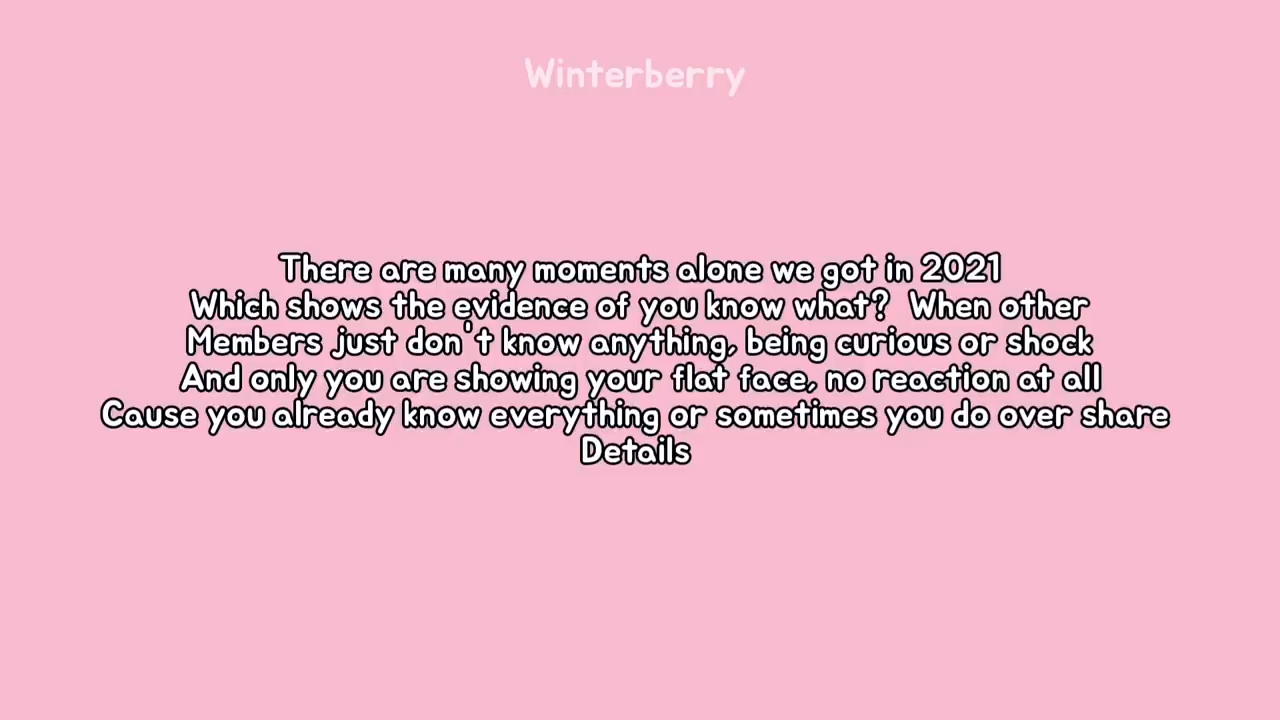 Winterberry
There are many moments alone we got in 2021
Which shows the evidence of you know what? When other
Members just don't know anything, being curious or shock
And only you are showing your flat face, no reaction at all
Cause you already know everything or sometimes you do over share
Details